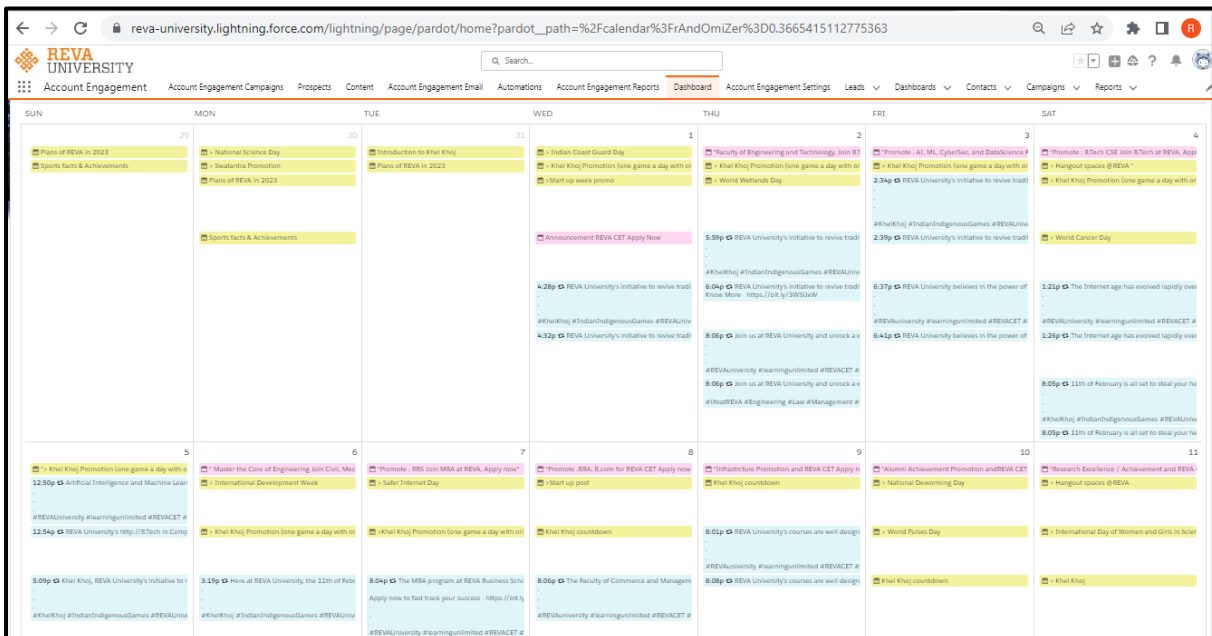 reva-university.lightning.force.com/lightning/page/pardot/home?pardot__path=%2Fcalendar%3FrAndOmiZer%3D0.3665415112775363
R
REVA
UNIVERSITY
Search...
Account Engagement
Account Engagement Campaigns Prospects Content Account Engagement Email Automations Account Engagement Reports Dashboard Account Engagement Settings Leads Dashboards Contacts Campaigns Reports
SUN MON TUE WED THU FRI SAT
29 30 31 1 2 3 4
Plans of REVA in 2023
Sports facts & Achievements
> National Science Day
> Swatantra Promotion
Plans of REVA in 2023
Sports facts & Achievements
Introduction to Khel Khoj
Plans of REVA in 2023
> Indian Coast Guard Day
> Khel Khoj Promotion (one game a day with or
>Start up week promo
Announcement REVA CET Apply Now
4:28p REVA University's initiative to revive tradi
.
.
.
#KhelKhoj #IndianIndigenousGames #REVAUniv
4:32p REVA University's initiative to revive tradi
"Faculty of Engineering and Technology, Join B.T
> Khel Khoj Promotion (one game a day with or
> World Wetlands Day
5:59p REVA University's initiative to revive tradi
.
.
.
#KhelKhoj #IndianIndigenousGames #REVAUniv
6:04p REVA University's initiative to revive tradi
Know More - https://bit.ly/3WSIJxW
8:06p Join us at REVA University and unlock a w
.
.
.
#REVAuniversity #learningunlimited #REVACET #
8:06p Join us at REVA University and unlock a w
#IfeatREVA #Engineering #Law #Management #
"Promote : AI, ML, CyberSec, and DataScience R
> Khel Khoj Promotion (one game a day with or
2:34p REVA University's initiative to revive tradi
.
.
.
#KhelKhoj #IndianIndigenousGames #REVAUniv
2:39p REVA University's initiative to revive tradi
6:37p REVA University believes in the power of
.
.
.
#REVAuniversity #learningunlimited #REVACET #
6:41p REVA University believes in the power of
"Promote : B.Tech CSE Join B.Tech at REVA, Appl
> Hangout spaces @REVA "
> Khel Khoj Promotion (one game a day with or
> World Cancer Day
1:21p The Internet age has evolved rapidly over
.
.
.
#REVAuniversity #learningunlimited #REVACET #
1:26p The Internet age has evolved rapidly over
8:05p 11th of February is all set to steal your he
.
.
.
#KhelKhoj #IndianIndigenousGames #REVAUnive
8:05p 11th of February is all set to steal your he
5 6 7 8 9 10 11
"> Khel Khoj Promotion (one game a day with o
12:50p Artificial Intelligence and Machine Lear
.
.
.
#REVAUniversity #learningunlimited #REVACET #
12:54p REVA University's http://B.Tech in Comp
5:09p Khel Khoj, REVA University's initiative to r
.
.
.
#KhelKhoj #IndianIndigenousGames #REVAUnive
" Master the Core of Engineering Join Civil, Mec
> International Development Week
> Khel Khoj Promotion (one game a day with or
3:19p Here at REVA University, the 11th of Febr
.
.
.
#KhelKhoj #IndianIndigenousGames #REVAUnive
"Promote : RBS Join MBA at REVA, Apply now"
> Safer Internet Day
>Khel Khoj Promotion (one game a day with ori
8:04p The MBA program at REVA Business Scho
Apply now to fast track your success - https://bit.ly
.
.
#REVAuniversity #learningunlimited #REVACET #
"Promote :BBA, B.com for REVA CET Apply now
>Start up post
Khel Khoj countdown
8:06p The Faculty of Commerce and Managem
.
.
.
#REVAuniversity #learningunlimited #REVACET #
"Infrastrcture Promotion and REVA CET Apply n
Khel Khoj countdown
8:01p REVA University's courses are well design
.
.
.
#REVAuniversity #learningunlimited #REVACET #
8:08p REVA University's courses are well design
"Alumni Achievement Promotion andREVA CET
> National Deworming Day
> World Pulses Day
Khel Khoj countdown
"Research Excellence / Achievement and REVA
> Hangout spaces @REVA
> International Day of Women and Girls in Scier
> Khel Khoj